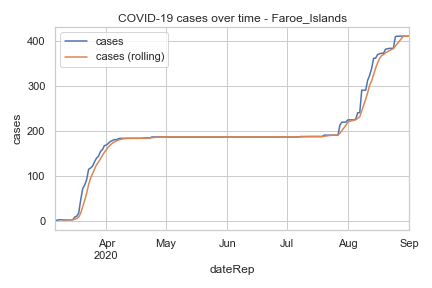 COVID-19 cases over time - Faroe_Islands
cases
cases (rolling)
400
300
200
100
0
cases
Apr
2020
May
Jun
Jul
Aug
Sep
dateRep